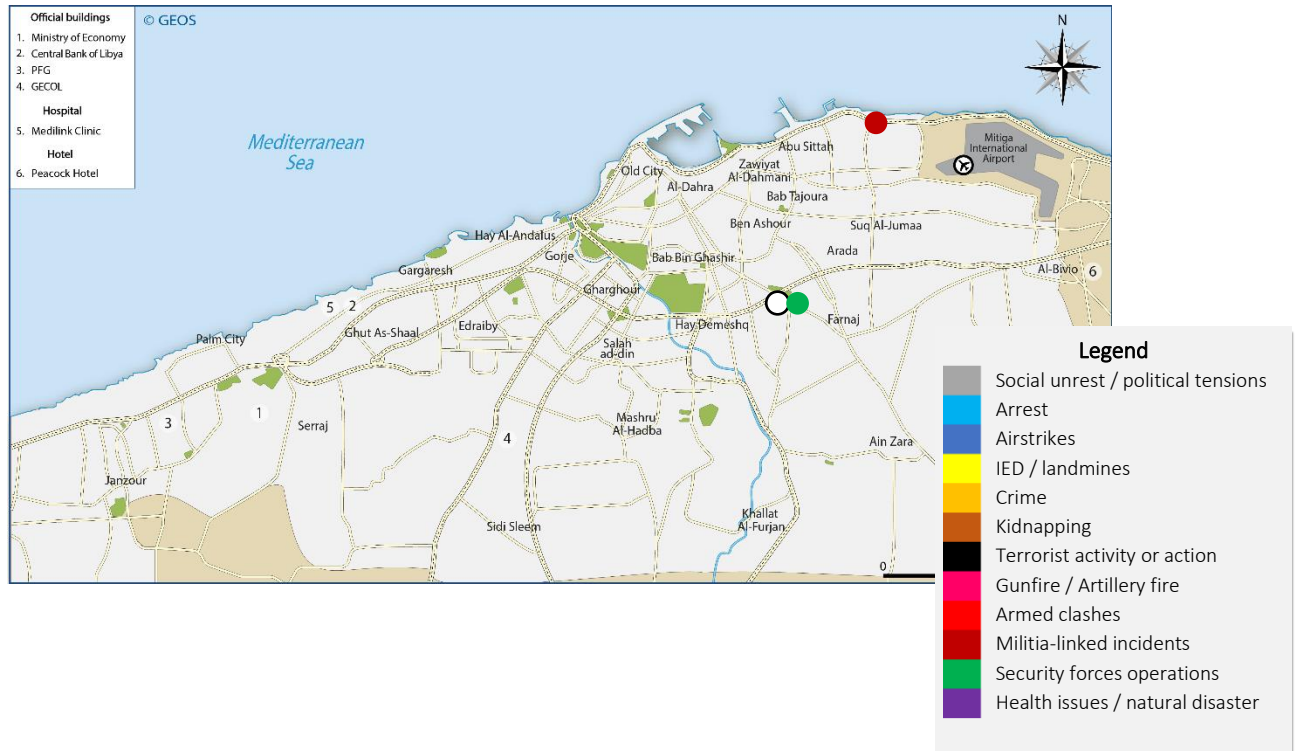 Official buildings
1. Ministry of Economy
2. Central Bank of Libya
3. PFG
4. GECOL
Hospital
5. Medilink Clinic
Hotel
6. Peacock Hotel
© GEOS
N
Mediterranean
Sea
Abu Sittah
Mitiga
International
Airport
Old City
Zawiyat
Al-Dahmani
Al-Dahra
Bab Tajoura
Hay Al-Andalus
Ben Ashour
Suq Al-Jumaa
Gorje
Bab Bin Ghashir
Arada
Gargaresh
Al-Bivio
6
Gharghour
5 2
Ghut As-Shaal
Edraiby
Hay Demeshq
Farnaj
Palm City
Salah
ad-din
3
1
Serraj
4
Mashru
Al-Hadba
Ain Zara
Janzour
Sidi Sleem
Khallat
Al-Furjan
0
Legend
Social unrest / political tensions
Arrest
Airstrikes
IED / landmines
Crime
Kidnapping
Terrorist activity or action
Gunfire / Artillery fire
Armed clashes
Militia-linked incidents
Security forces operations
Health issues / natural disaster